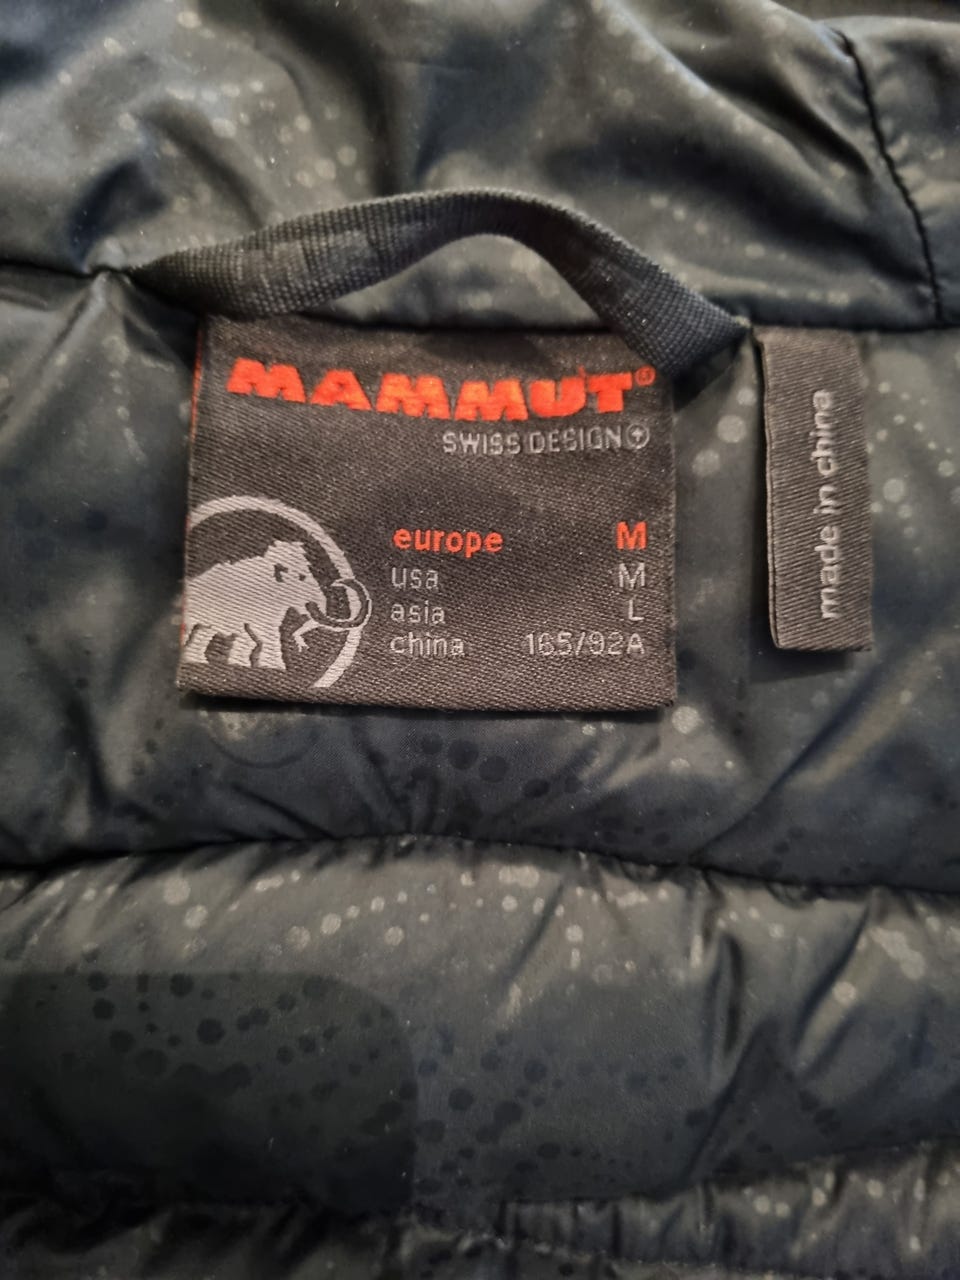 MAMMUT®
SWISS DESIGN
europe M
usa M
asia L
china 165/92A
made in china